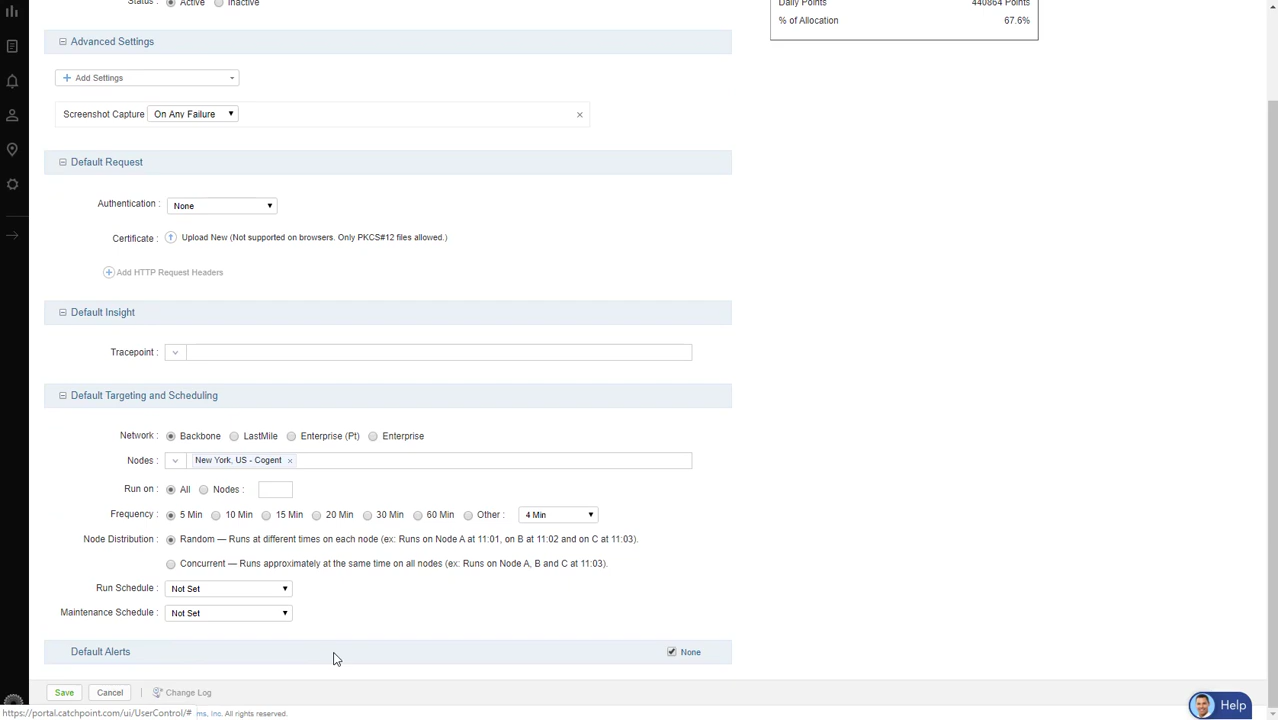 Status : Active Inactive
Daily Points 440864 Points
% of Allocation 67.6%
Advanced Settings
Add Settings
Screenshot Capture On Any Failure ×
Default Request
Authentication : None
Certificate : Upload New (Not supported on browsers. Only PKCS#12 files allowed.)
Add HTTP Request Headers
Default Insight
Tracepoint :
Default Targeting and Scheduling
Network : Backbone LastMile Enterprise (Pt) Enterprise
Nodes : New York, US - Cogent ×
Run on : All Nodes :
Frequency : 5 Min 10 Min 15 Min 20 Min 30 Min 60 Min Other : 4 Min
Node Distribution : Random — Runs at different times on each node (ex: Runs on Node A at 11:01, on B at 11:02 and on C at 11:03).
Concurrent — Runs approximately at the same time on all nodes (ex: Runs on Node A, B and C at 11:03).
Run Schedule : Not Set
Maintenance Schedule : Not Set
Default Alerts None
Save Cancel | Change Log
Help
https://portal.catchpoint.com/ui/UserControl/# ms, Inc. All rights reserved.